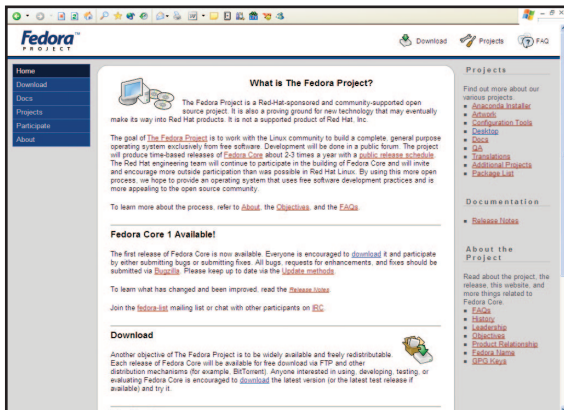 Fedora™
PROJECT
Download
Projects
FAQ
Home
Download
Docs
Projects
Participate
About
What is The Fedora Project?
The Fedora Project is a Red-Hat-sponsored and community-supported open
source project. It is also a proving ground for new technology that may eventually
make its way into Red Hat products. It is not a supported product of Red Hat, Inc.
The goal of The Fedora Project is to work with the Linux community to build a complete, general purpose
operating system exclusively from free software. Development will be done in a public forum. The project
will produce time-based releases of Fedora Core about 2-3 times a year with a public release schedule.
The Red Hat engineering team will continue to participate in the building of Fedora Core and will invite
and encourage more outside participation than was possible in Red Hat Linux. By using this more open
process, we hope to provide an operating system that uses free software development practices and is
more appealing to the open source community.
To learn more about the process, refer to About, the Objectives, and the FAQs.
Fedora Core 1 Available!
The first release of Fedora Core is now available. Everyone is encouraged to download it and participate
by either submitting bugs or submitting fixes. All bugs, requests for enhancements, and fixes should be
submitted via Bugzilla. Please keep up to date via the Update methods.
To learn what has changed and been improved, read the Release Notes.
Join the fedora-list mailing list or chat with other participants on IRC.
Download
Another objective of The Fedora Project is to be widely available and freely redistributable.
Each release of Fedora Core will be available for free download via FTP and other
distribution mechanisms (for example, BitTorrent). Anyone interested in using, developing, testing, or
evaluating Fedora Core is encouraged to download the latest version (or the latest test release if
available) and try it.
Projects
Find out more about our
various projects.
Anaconda Installer
Artwork
Configuration Tools
Desktop
Docs
QA
Translations
Additional Projects
Package List
Documentation
Release Notes
About the
Project
Read about the project, the
release, this website, and
more things related to
Fedora Core.
FAQs
History
Leadership
Objectives
Product Relationship
Fedora Name
GPG Keys